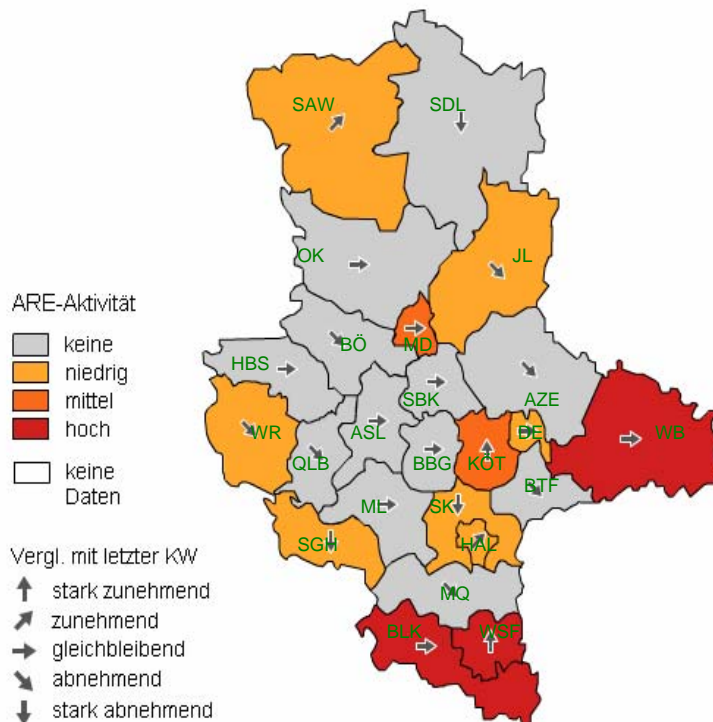 SAW
SDL
OK
JL
ARE-Aktivität
keine
niedrig
mittel
hoch
keine
Daten
BÖ
MD
HBS
SBK
AZE
WR
ASL
DE
WB
QLB
BBG
KÖT
BTF
ML
SK
SGH
HAL
MQ
BLK
WSF
Vergl. mit letzter KW
stark zunehmend
zunehmend
gleichbleibend
abnehmend
stark abnehmend